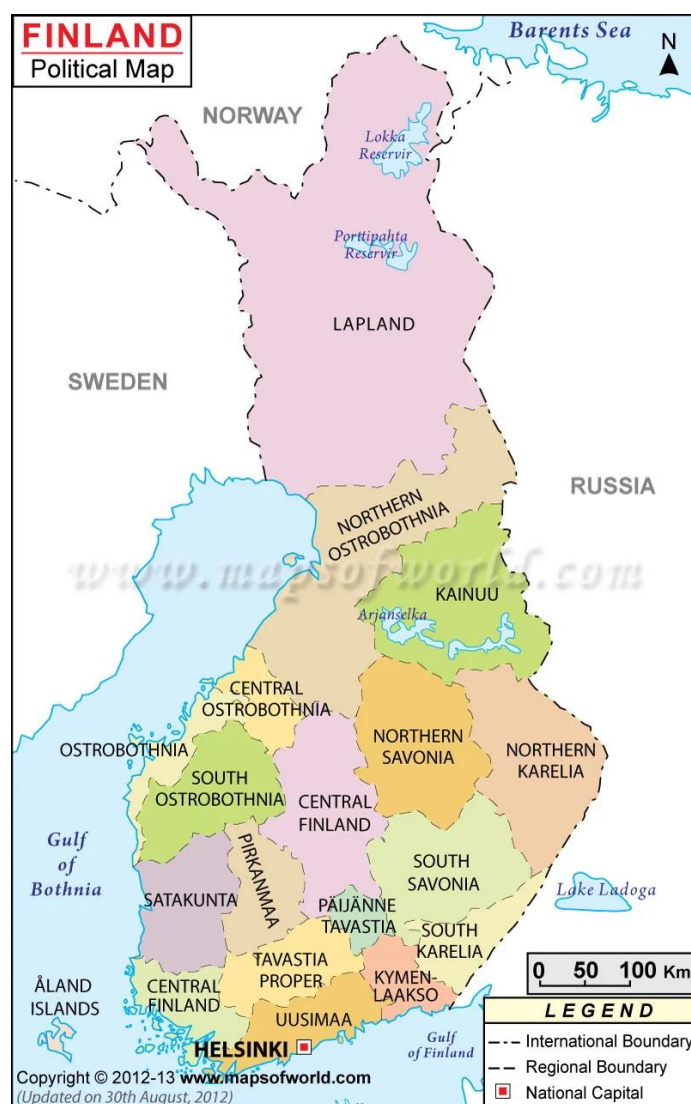 FINLAND
Political Map
Barents Sea
N
NORWAY
Lokka
Reservir
Porttipahta
Reservir
LAPLAND
SWEDEN
RUSSIA
NORTHERN
OSTROBOTHNIA
www.mapsofworld.com
KAINUU
Arjänselka
CENTRAL
OSTROBOTHNIA
OSTROBOTHNIA
NORTHERN
SAVONIA
NORTHERN
KARELIA
SOUTH
OSTROBOTHNIA
CENTRAL
FINLAND
Gulf
of
Bothnia
PIRKANMAA
SOUTH
SAVONIA
SATAKUNTA
Lake Ladoga
PÄIJÄNNE
TAVASTIA
SOUTH
KARELIA
TAVASTIA
PROPER
KYMEN-
LAAKSO
ÅLAND
ISLANDS
CENTRAL
FINLAND
UUSIMAA
HELSINKI
Gulf
of Finland
0 50 100 Km
LEGEND
International Boundary
Regional Boundary
National Capital
Copyright © 2012-13 www.mapsofworld.com
(Updated on 30th August, 2012)